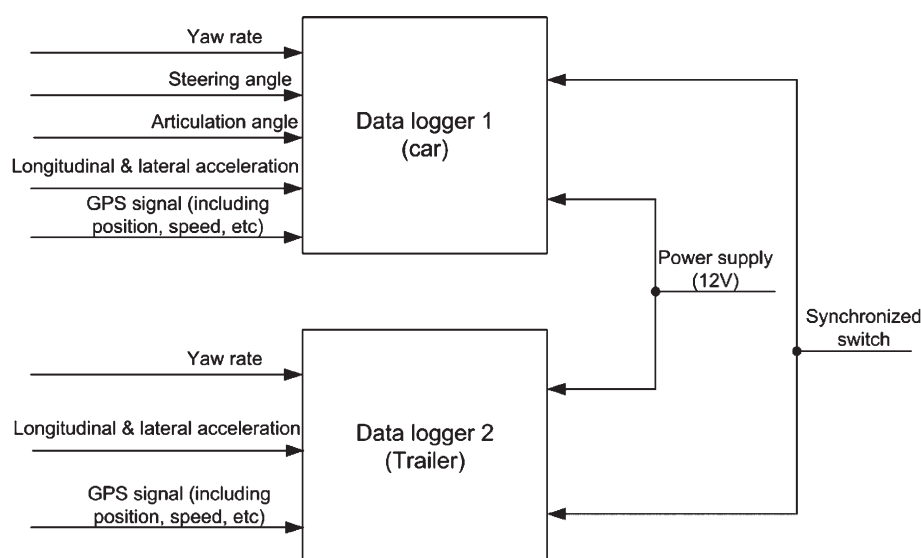 Yaw rate
Steering angle
Articulation angle
Longitudinal & lateral acceleration
GPS signal (including
position, speed, etc)
Data logger 1
(car)
Power supply
(12V)
Synchronized
switch
Yaw rate
Longitudinal & lateral acceleration
GPS signal (including
position, speed, etc)
Data logger 2
(Trailer)